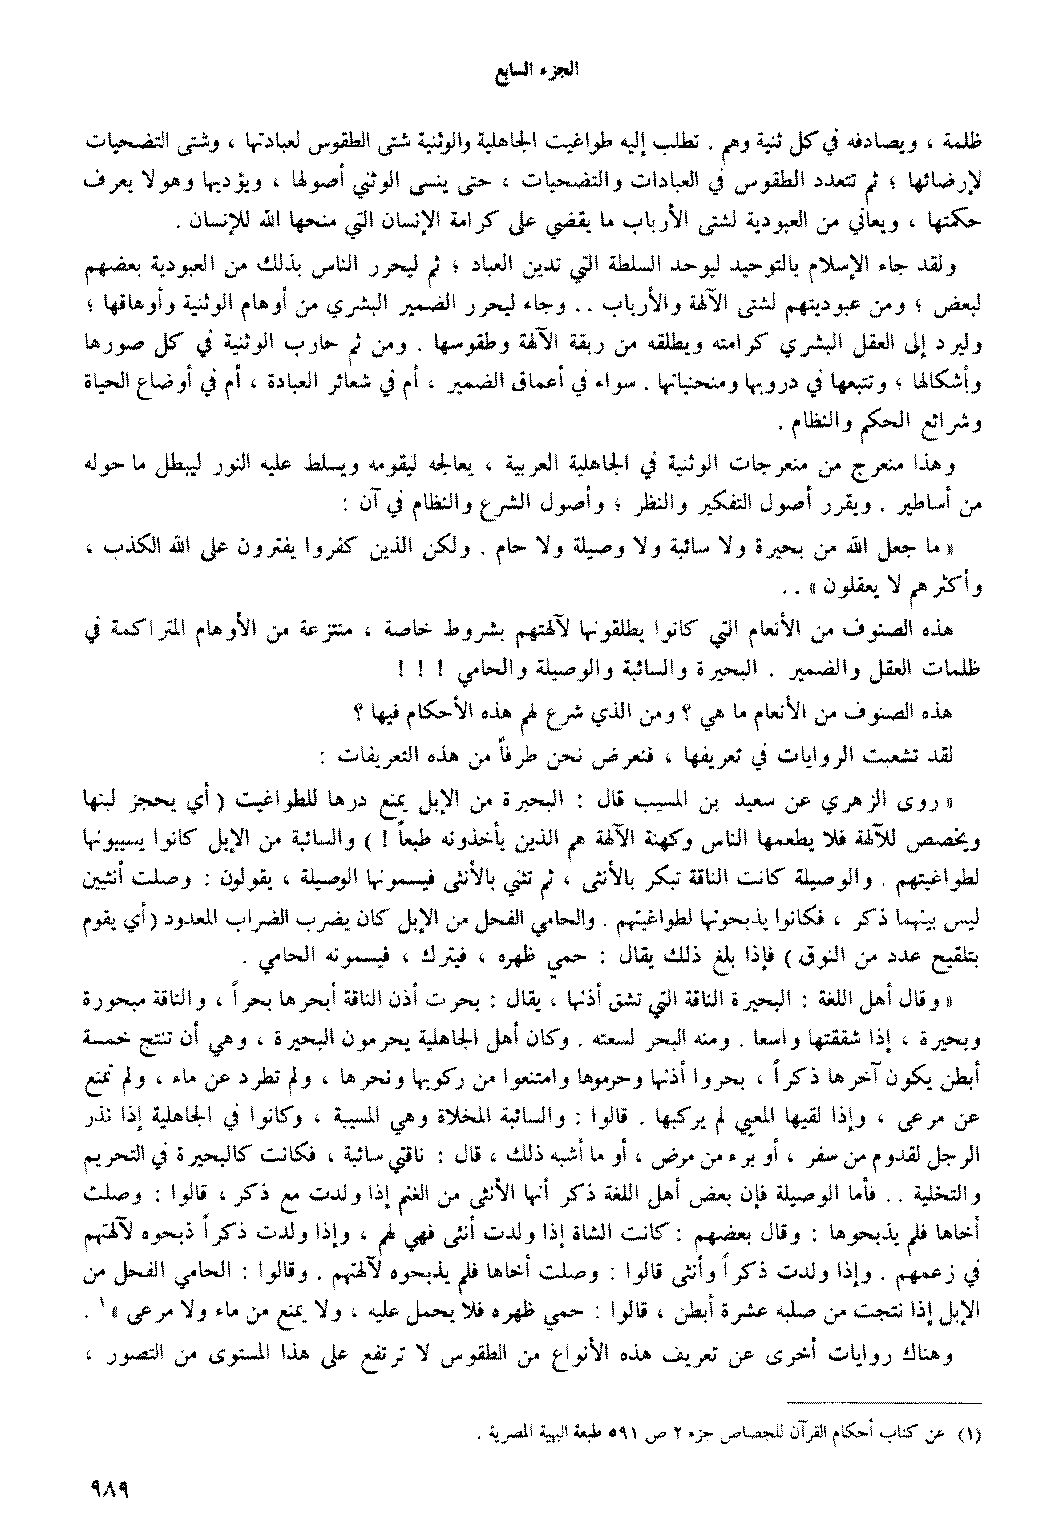 الجزء السابع
ظلمة ، ويصادفه في كل ثنية وهم . تطلب إليه طواغيت الجاهلية والوثنية شتى الطقوس لعبادتها ، وشتى التضحيات
لإرضائها ؛ ثم تتعدد الطقوس في العبادات والتضحيات ، حتى ينسى الوثني أصولها ، ويؤديها وهولا يعرف
حكمتها ، ويعاني من العبودية لشتى الأرباب ما يقضي على كرامة الإنسان التي منحها الله للإنسان .
ولقد جاء الإسلام بالتوحيد ليوحد السلطة التي تدين العباد ؛ ثم ليحرر الناس بذلك من العبودية بعضهم
لبعض ؛ ومن عبوديتهم لشتى الآلهة والأرباب .. وجاء ليحرر الضمير البشري من أوهام الوثنية وأوهاقها ؛
وليرد إلى العقل البشري كرامته ويطلقه من ربقة الآلهة وطقوسها . ومن ثم حارب الوثنية في كل صورها
وأشكالها ؛ وتتبعها في دروبها ومنحنياتها . سواء في أعماق الضمير ، أم في شعائر العبادة ، أم في أوضاع الحياة
وشرائع الحكم والنظام .
وهذا منعرج من منعرجات الوثنية في الجاهلية العربية ، يعالجه ليقومه ويسلط عليه النور ليبطل ما حوله
من أساطير . ويقرر أصول التفكير والنظر ؛ وأصول الشرع والنظام في آن :
« ما جعل الله من بحيرة ولا سائبة ولا وصيلة ولا حام . ولكن الذين كفروا يفترون على الله الكذب ،
وأكثرهم لا يعقلون » ..
هذه الصنوف من الأنعام التي كانوا يطلقونها لآلهتهم بشروط خاصة ، منتزعة من الأوهام المتراكمة في
ظلمات العقل والضمير . البحيرة والسائبة والوصيلة والحامي ! ! !
هذه الصنوف من الأنعام ما هي ؟ ومن الذي شرع لهم هذه الأحكام فيها ؟
لقد تشعبت الروايات في تعريفها ، فنعرض نحن طرفاً من هذه التعريفات :
« روى الزهري عن سعيد بن المسيب قال : البحيرة من الإبل يمنع درها للطواغيت ( أي يحجز لبنها
ويخصص للآلهة فلا يطعمها الناس وكهنة الآلهة هم الذين يأخذونه طبعاً ! ) والسائبة من الإبل كانوا يسيبونها
لطواغيتهم . والوصيلة كانت الناقة تبكر بالأنثى ، ثم تثني بالأنثى فيسمونها الوصيلة ، يقولون : وصلت أنثيين
ليس بينهما ذكر ، فكانوا يذبحونها لطواغيتهم . والحامي الفحل من الإبل كان يضرب الضراب المعدود ( أي يقوم
بتلقيح عدد من النوق ) فإذا بلغ ذلك يقال : حمي ظهره ، فيترك ، فيسمونه الحامي .
« وقال أهل اللغة : البحيرة الناقة التي تشق أذنها ، يقال : بحرت أذن الناقة أبحرها بحراً ، والناقة مبحورة
وبحيرة ، إذا شققتها واسعا . ومنه البحر لسعته . وكان أهل الجاهلية يحرمون البحيرة ، وهي أن تنتج خمسة
أبطن يكون آخرها ذكراً ، بحروا أذنها وحرموها وامتنعوا من ركوبها ونحرها ، ولم تطرد عن ماء ، ولم تمنع
عن مرعى ، وإذا لقيها المعيي لم يركبها . قالوا : والسائبة المخلاة وهي المسيبة ، وكانوا في الجاهلية إذا نذر
الرجل لقدوم من سفر ، أو برء من مرض ، أو ما أشبه ذلك ، قال : ناقتي سائبة ، فكانت كالبحيرة في التحريم
والتخلية .. فأما الوصيلة فإن بعض أهل اللغة ذكر أنها الأنثى من الغنم إذا ولدت مع ذكر ، قالوا : وصلت
أخاها فلم يذبحوها : وقال بعضهم : كانت الشاة إذا ولدت أنثى فهي لهم ، وإذا ولدت ذكراً ذبحوه لآلهتهم
في زعمهم . وإذا ولدت ذكراً وأنثى قالوا : وصلت أخاها فلم يذبحوه لآلهتهم . وقالوا : الحامي الفحل من
الإبل إذا نتجت من صلبه عشرة أبطن ، قالوا : حمي ظهره فلا يحمل عليه ، ولا يمنع من ماء ولا مرعى » ١ .
وهناك روايات أخرى عن تعريف هذه الأنواع من الطقوس لا ترتفع على هذا المستوى من التصور ،
(١) عن كتاب أحكام القرآن للجصاص جزء ٢ ص ٥٩١ طبعة البهية المصرية .
٩٨٩